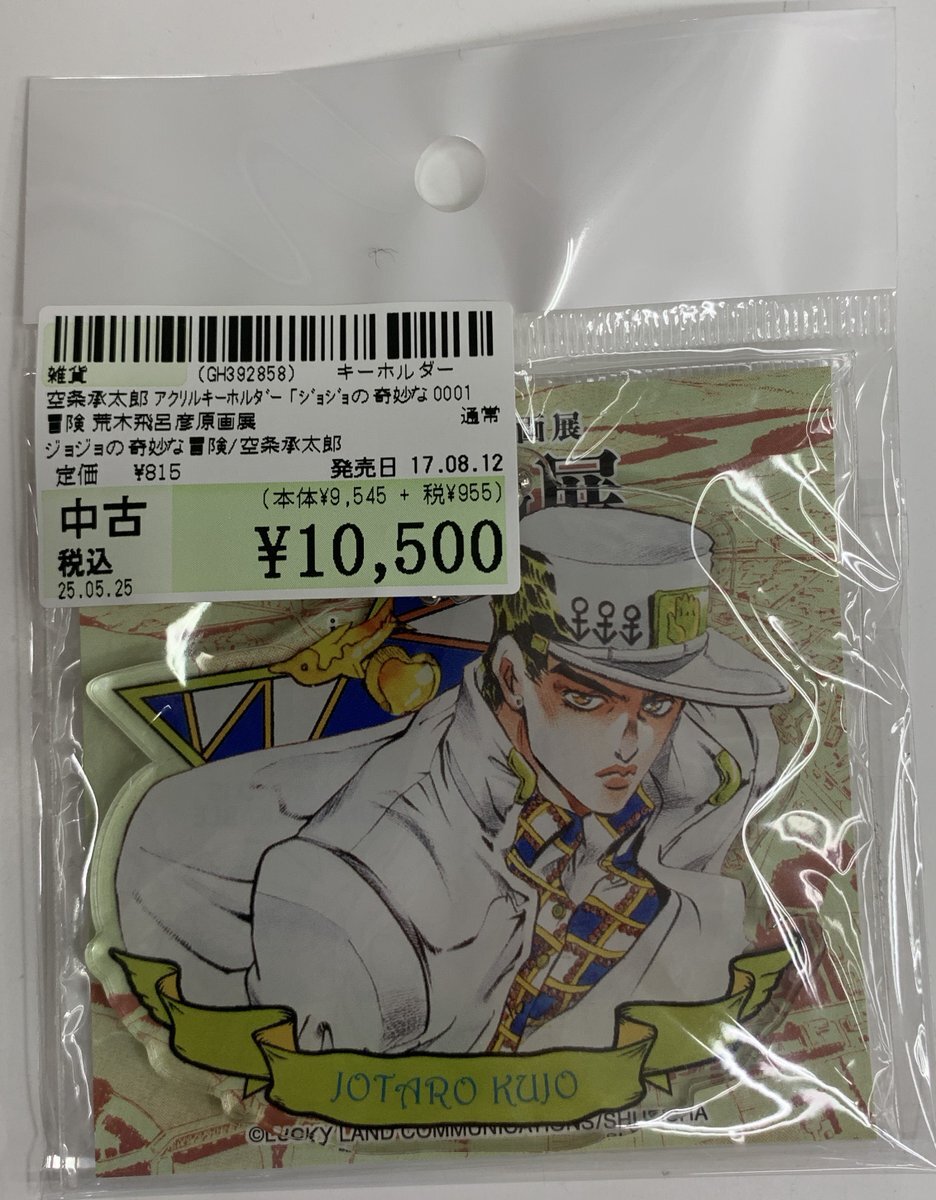 雑貨 (GH392858) キーホルダー
空条承太郎 アクリルキーホルダー「ジョジョの奇妙な 0001
冒険 荒木飛呂彦原画展 通常
ジョジョの奇妙な冒険/空条承太郎
定価 ¥815 発売日 17.08.12
(本体¥9,545 + 税¥955)
中古
税込 ¥10,500
25.05.25
画展
展
JOTARO KUJO
©LUCKY LAND COMMUNICATIONS/SHUEISHA